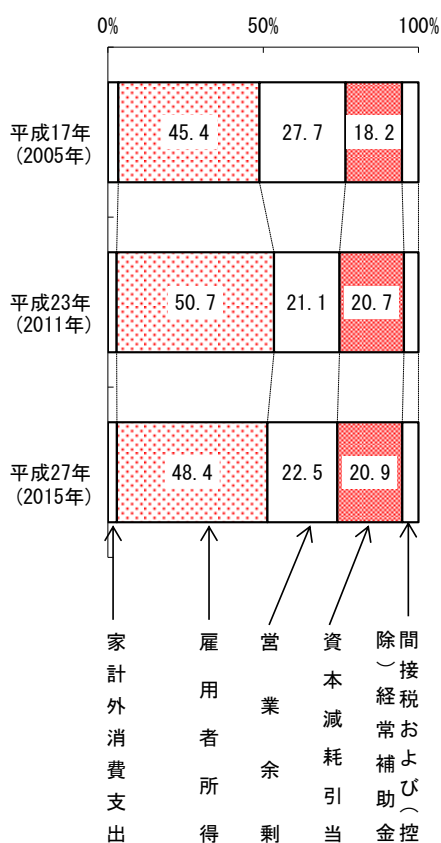 0% 50% 100%
平成17年
(2005年)
45.4 27.7 18.2
平成23年
(2011年)
50.7 21.1 20.7
平成27年
(2015年)
48.4 22.5 20.9
家計外消費支出
雇用者所得
営業余剰
資本減耗引当
間接税および(控
除)経常補助金